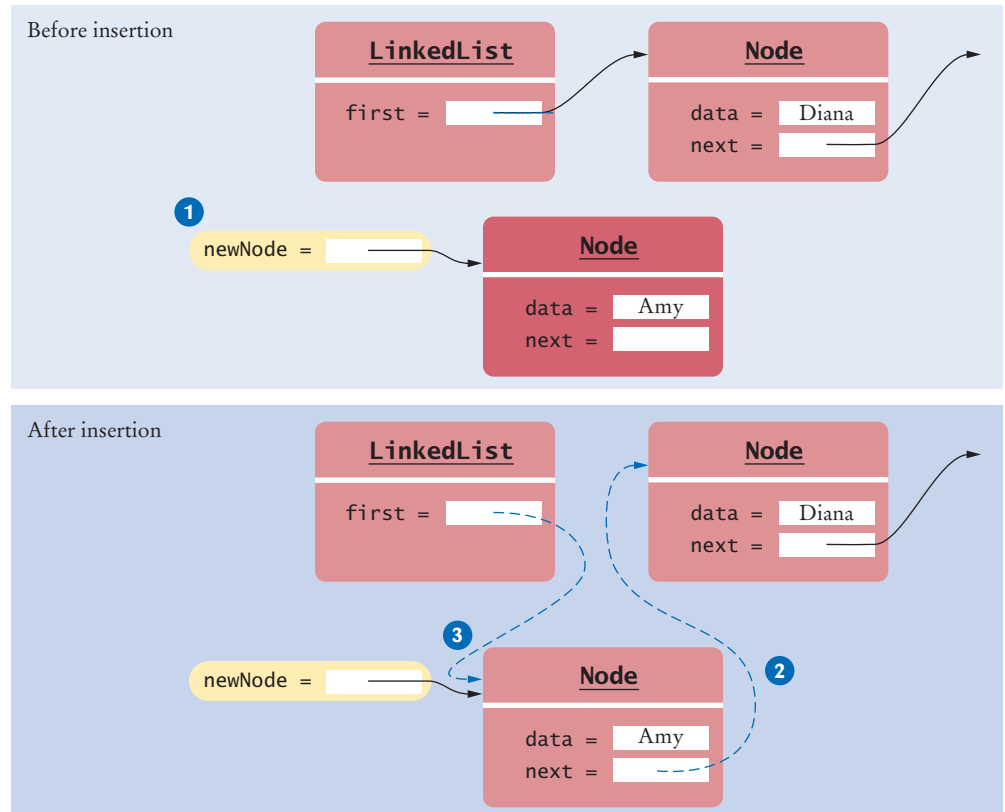 Before insertion
LinkedList
Node
first =
data = Diana
next =
1
newNode =
Node
data = Amy
next =
After insertion
LinkedList
Node
first =
data = Diana
next =
3
newNode =
Node
2
data = Amy
next =